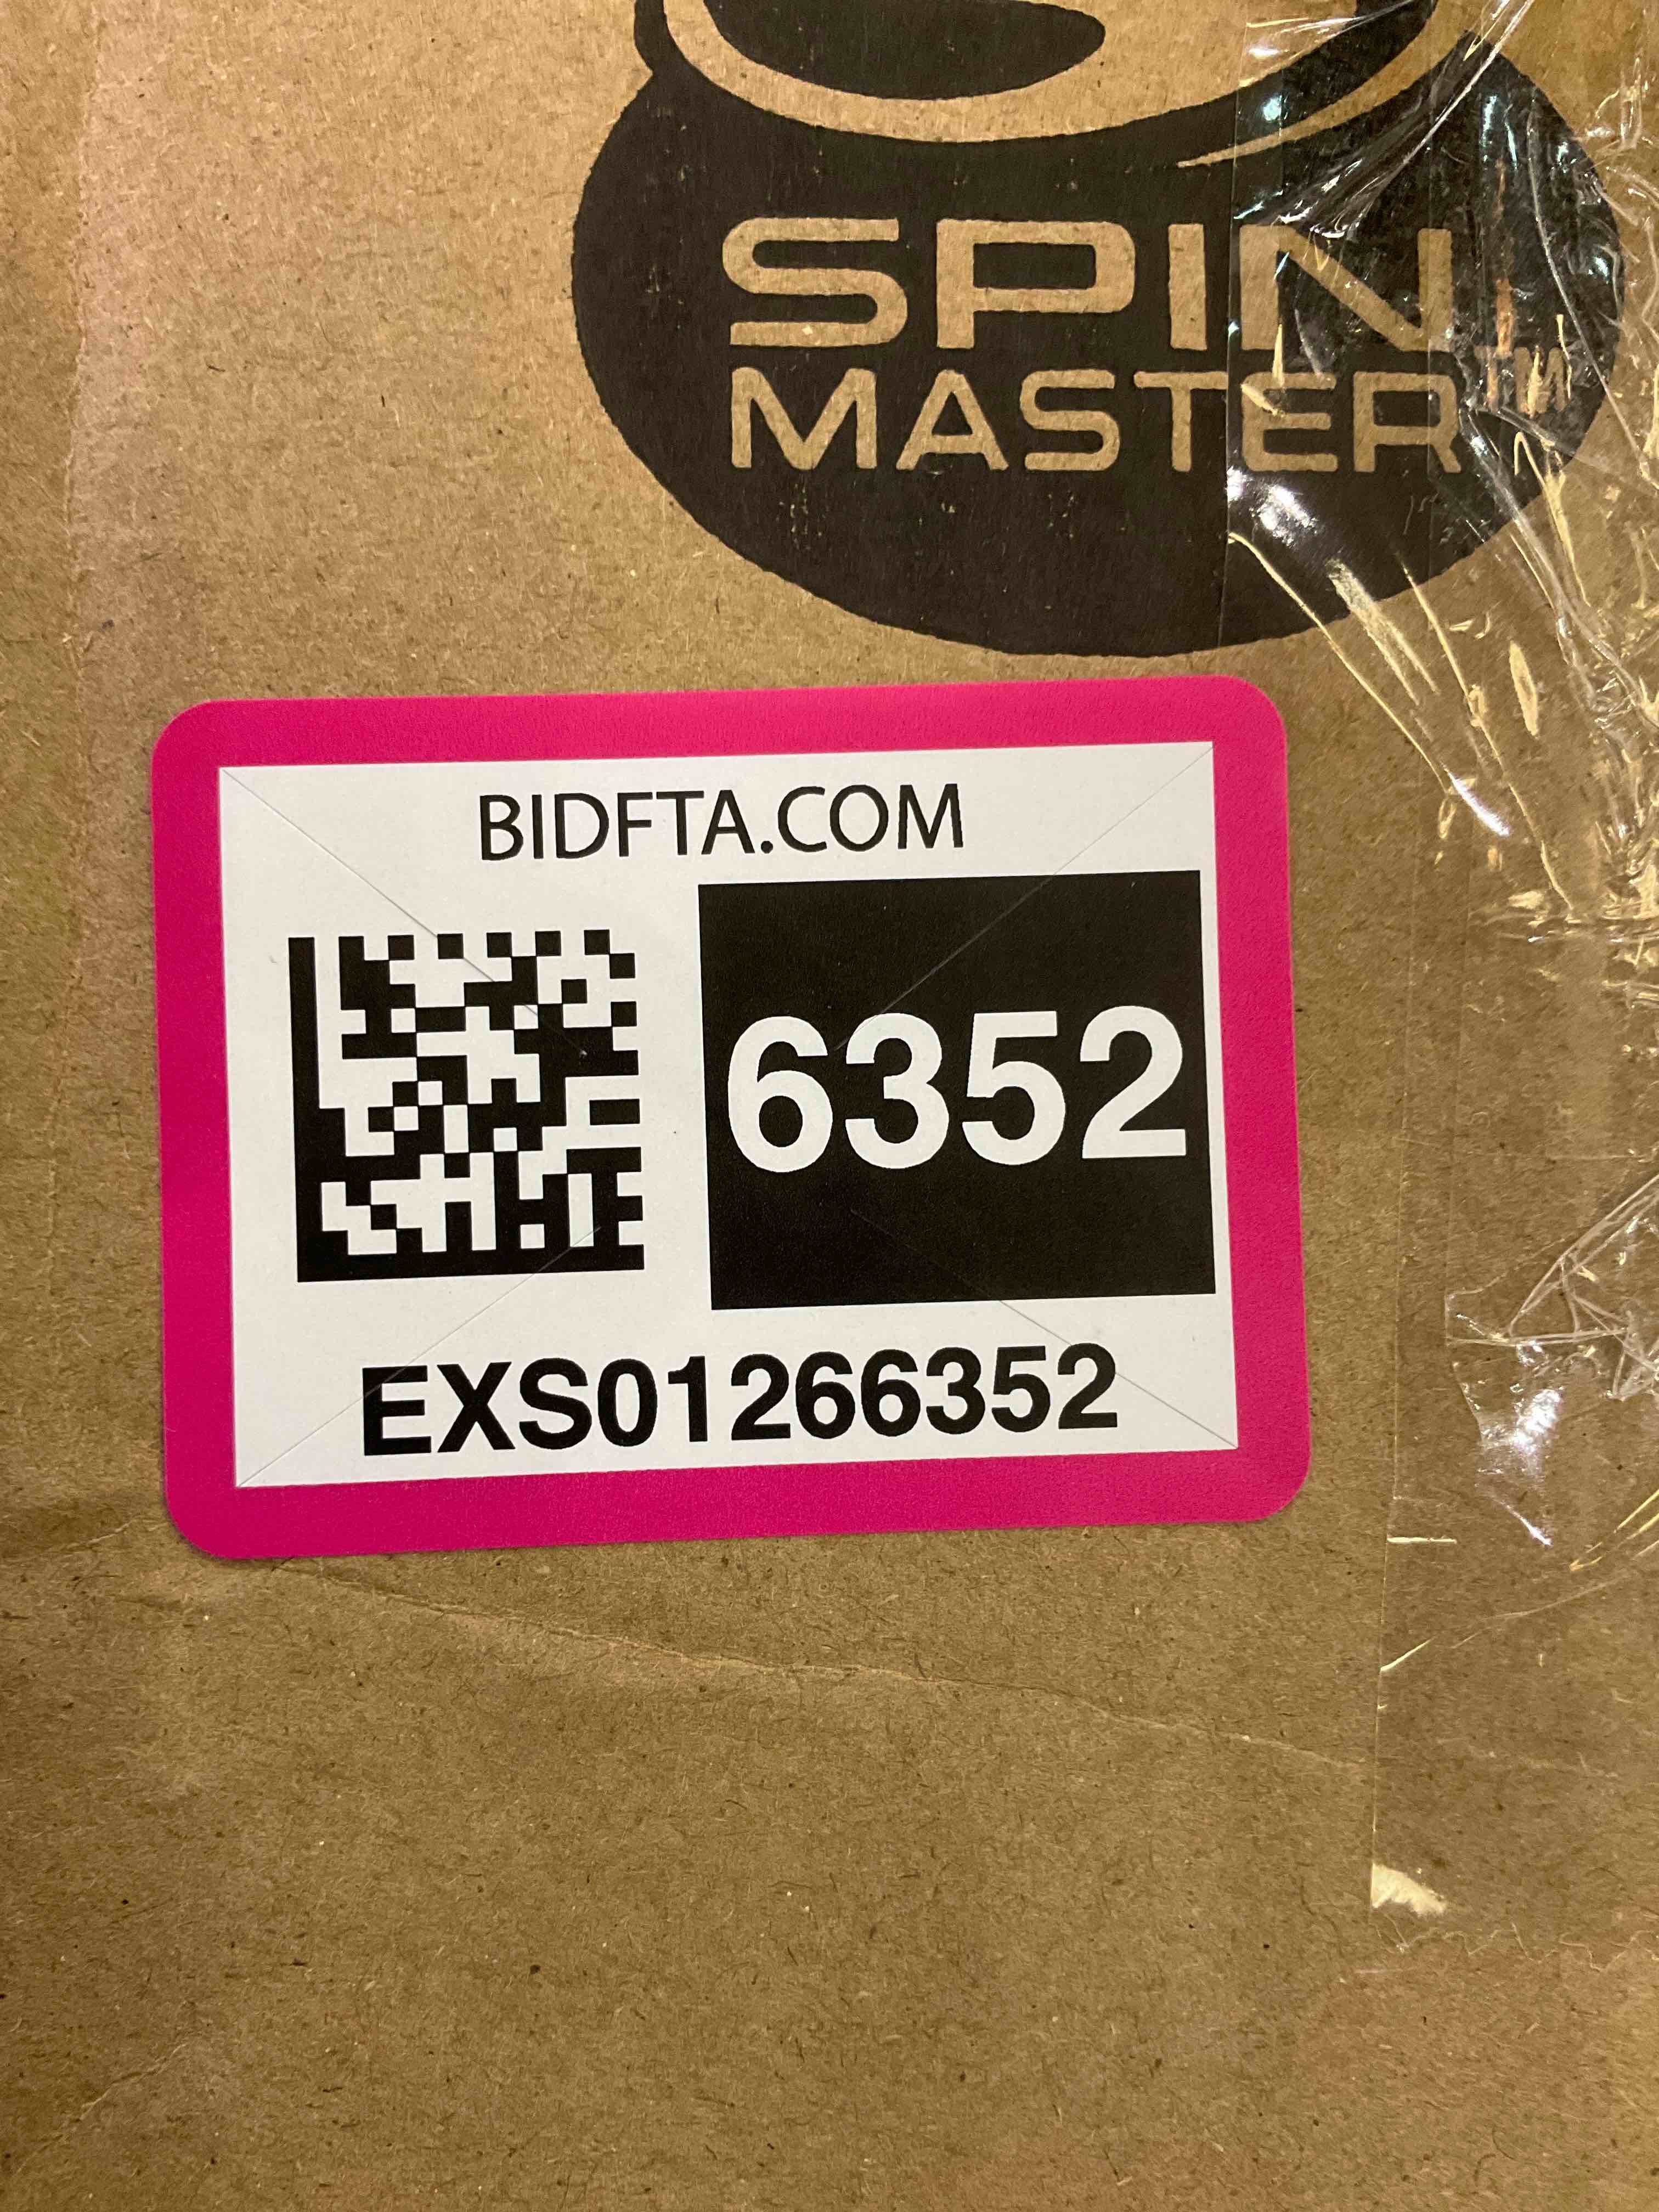 SPIN
MASTER™
BIDFTA.COM
6352
EXS01266352